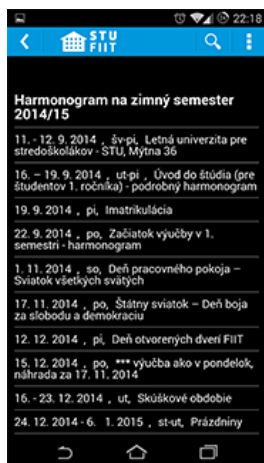 22:18
STU
FIIT
Harmonogram na zimný semester
2014/15
11. - 12. 9. 2014 , šv-pi, Letná univerzita pre
stredoškolákov - STU, Mýtna 36
16. – 19. 9. 2014 , ut-pi , Úvod do štúdia (pre
študentov 1. ročníka) - podrobný harmonogram
19. 9. 2014 , pi, Imatrikulácia
22. 9. 2014 , po, Začiatok výučby v 1.
semestri - harmonogram
1. 11. 2014 , so, Deň pracovného pokoja –
Sviatok všetkých svätých
17. 11. 2014 , po, Štátny sviatok – Deň boja
za slobodu a demokraciu
12. 12. 2014 , pi, Deň otvorených dverí FIIT
15. 12. 2014 , po, *** výučba ako v pondelok,
náhrada za 17. 11. 2014
16. - 23. 12. 2014 , ut, Skúškové obdobie
24. 12. 2014 - 6. 1. 2015 , st-ut, Prázdniny